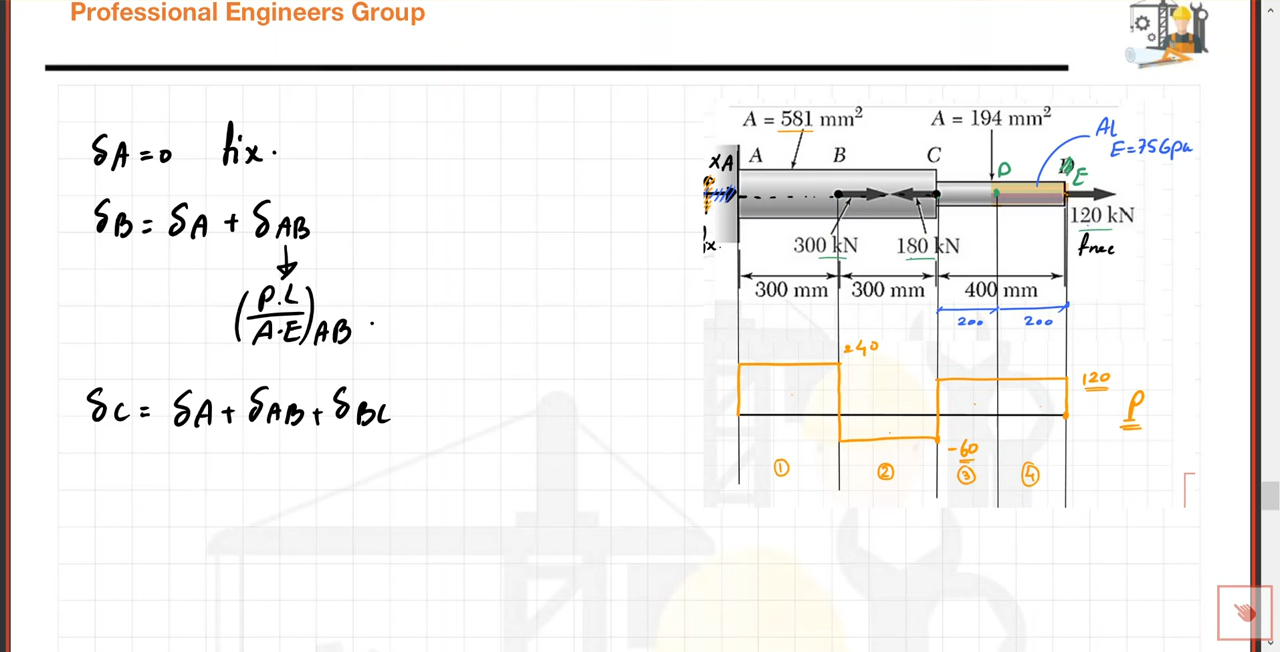 Professional Engineers Group
δA = 0 fix.
δB = δA + δAB
(P.L / A.E)AB .
δC = δA + δAB + δBC
A = 581 mm² A = 194 mm²
AL
E = 75 Gpa
XA A B C D E
120 kN
300 kN 180 kN free
300 mm 300 mm 400 mm
200 200
240
120
P
-60
① ② ③ ④